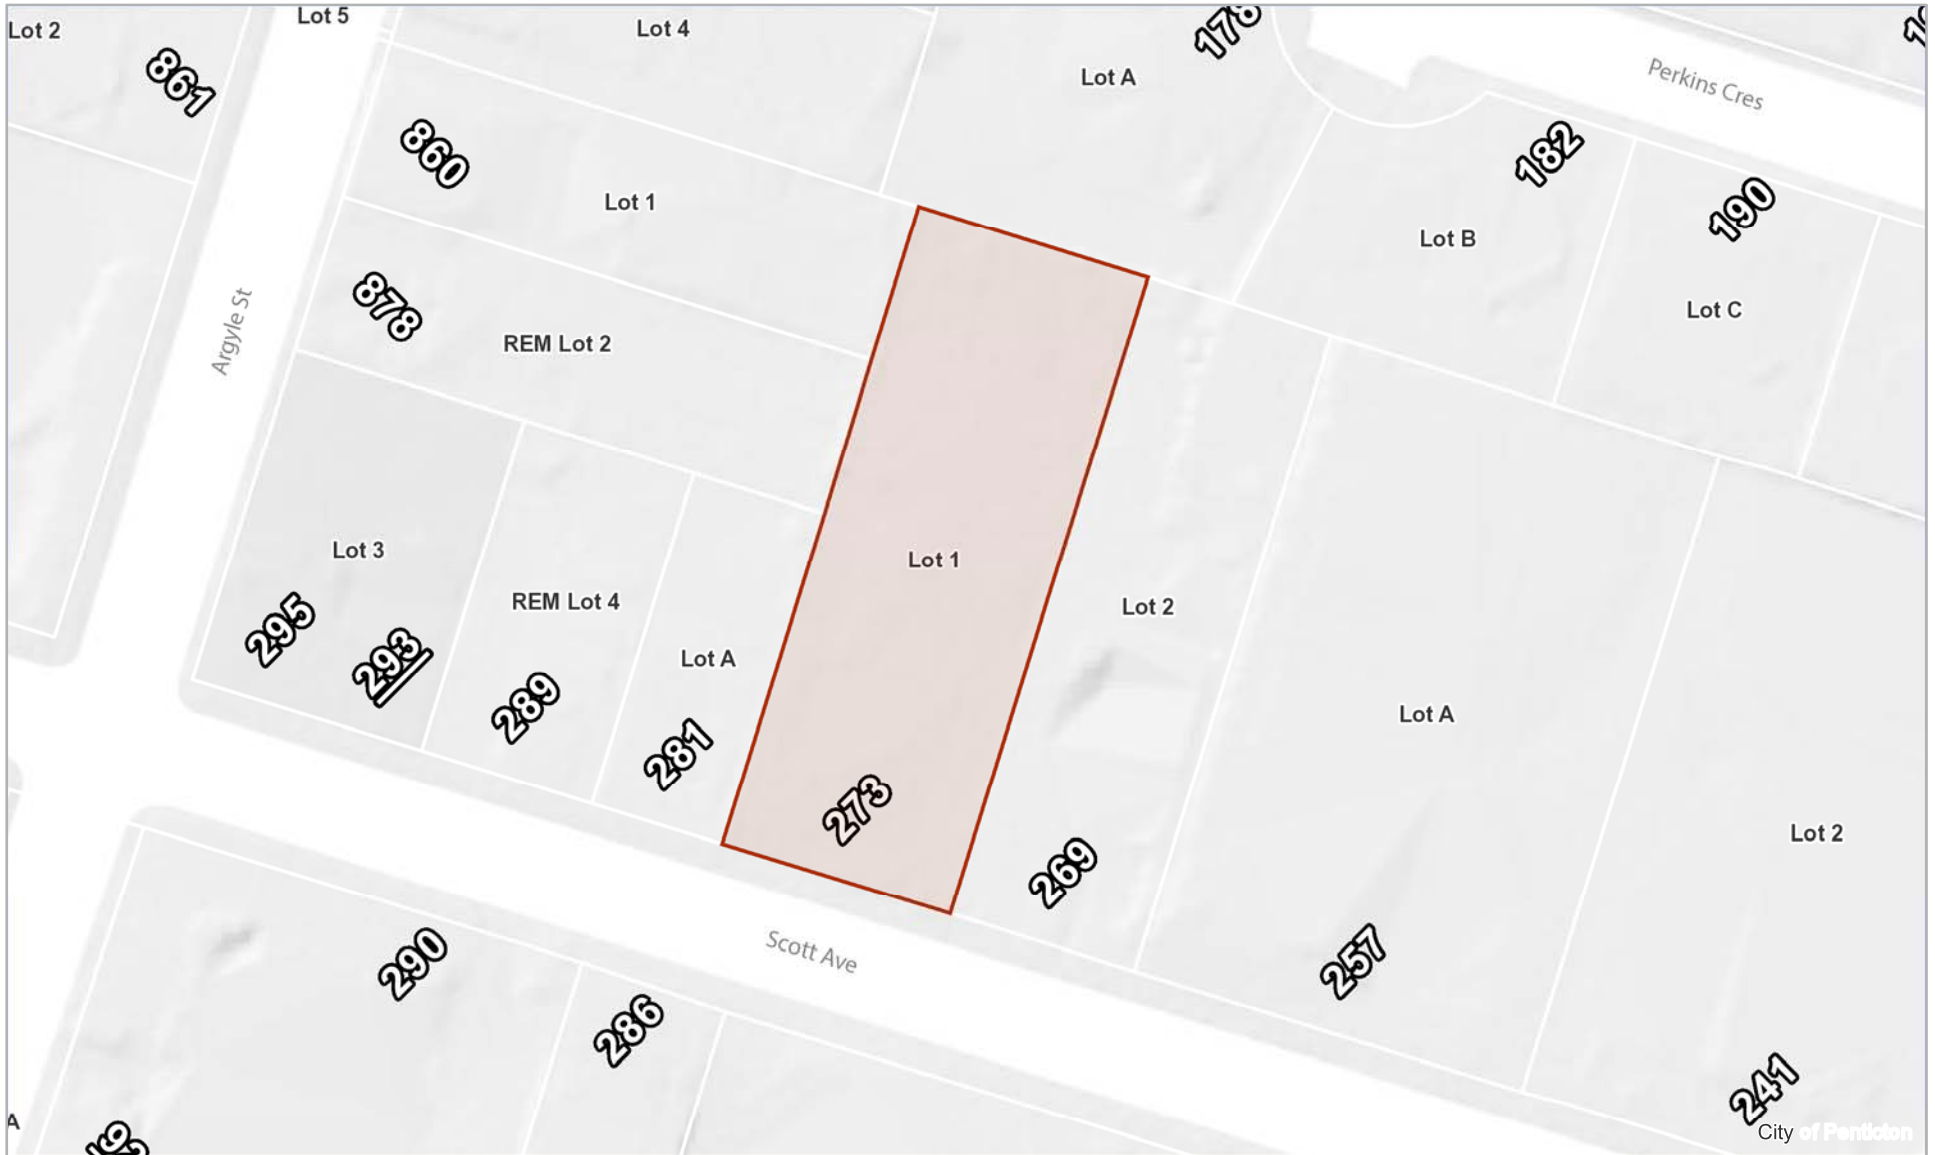 Lot 5
Lot 2
Lot 4
178
861
Lot A
Perkins Cres
860
182
Lot 1
190
Lot B
878
Lot C
Argyle St
REM Lot 2
Lot 3
Lot 1
REM Lot 4
Lot 2
295
293
Lot A
289
Lot A
281
273
Lot 2
269
290
Scott Ave
257
286
241
A
City of Penticton